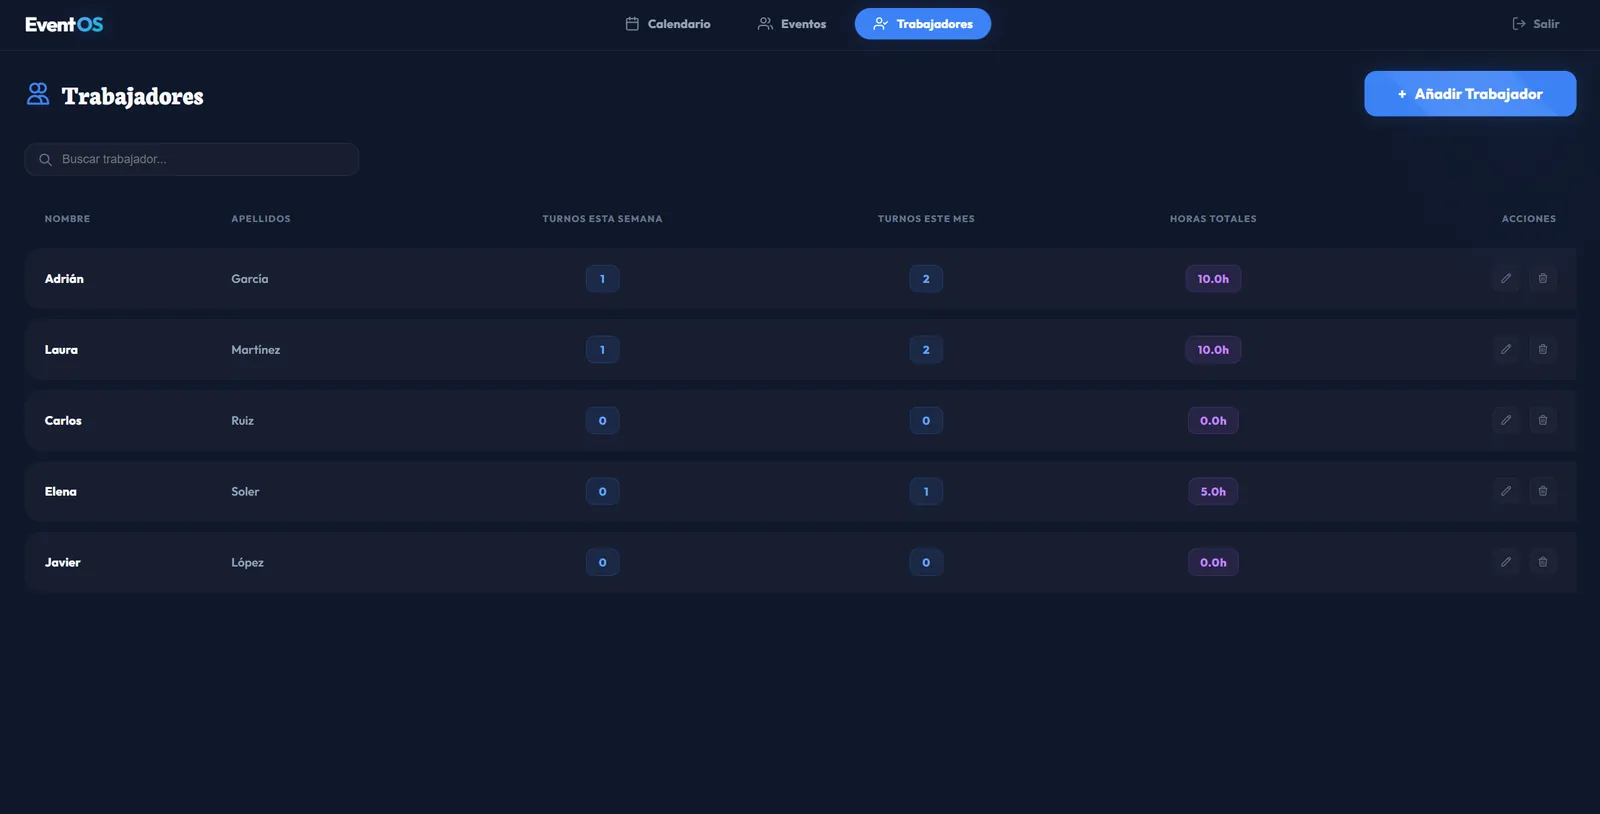 EventOS Calendario Eventos Trabajadores Salir
Trabajadores + Añadir Trabajador
Buscar trabajador...
NOMBRE APELLIDOS TURNOS ESTA SEMANA TURNOS ESTE MES HORAS TOTALES ACCIONES
Adrián García 1 2 10.0h
Laura Martínez 1 2 10.0h
Carlos Ruiz 0 0 0.0h
Elena Soler 0 1 5.0h
Javier López 0 0 0.0h